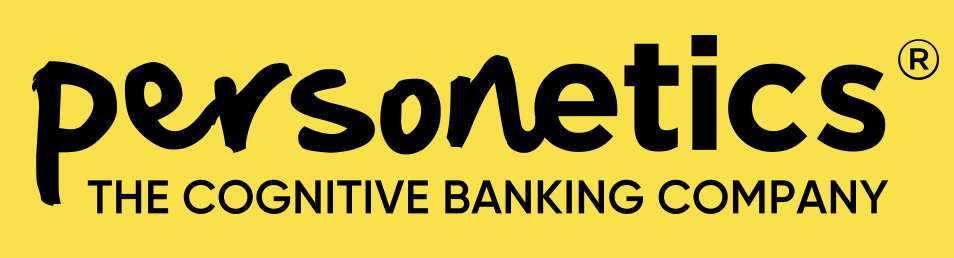 personetics®
THE COGNITIVE BANKING COMPANY